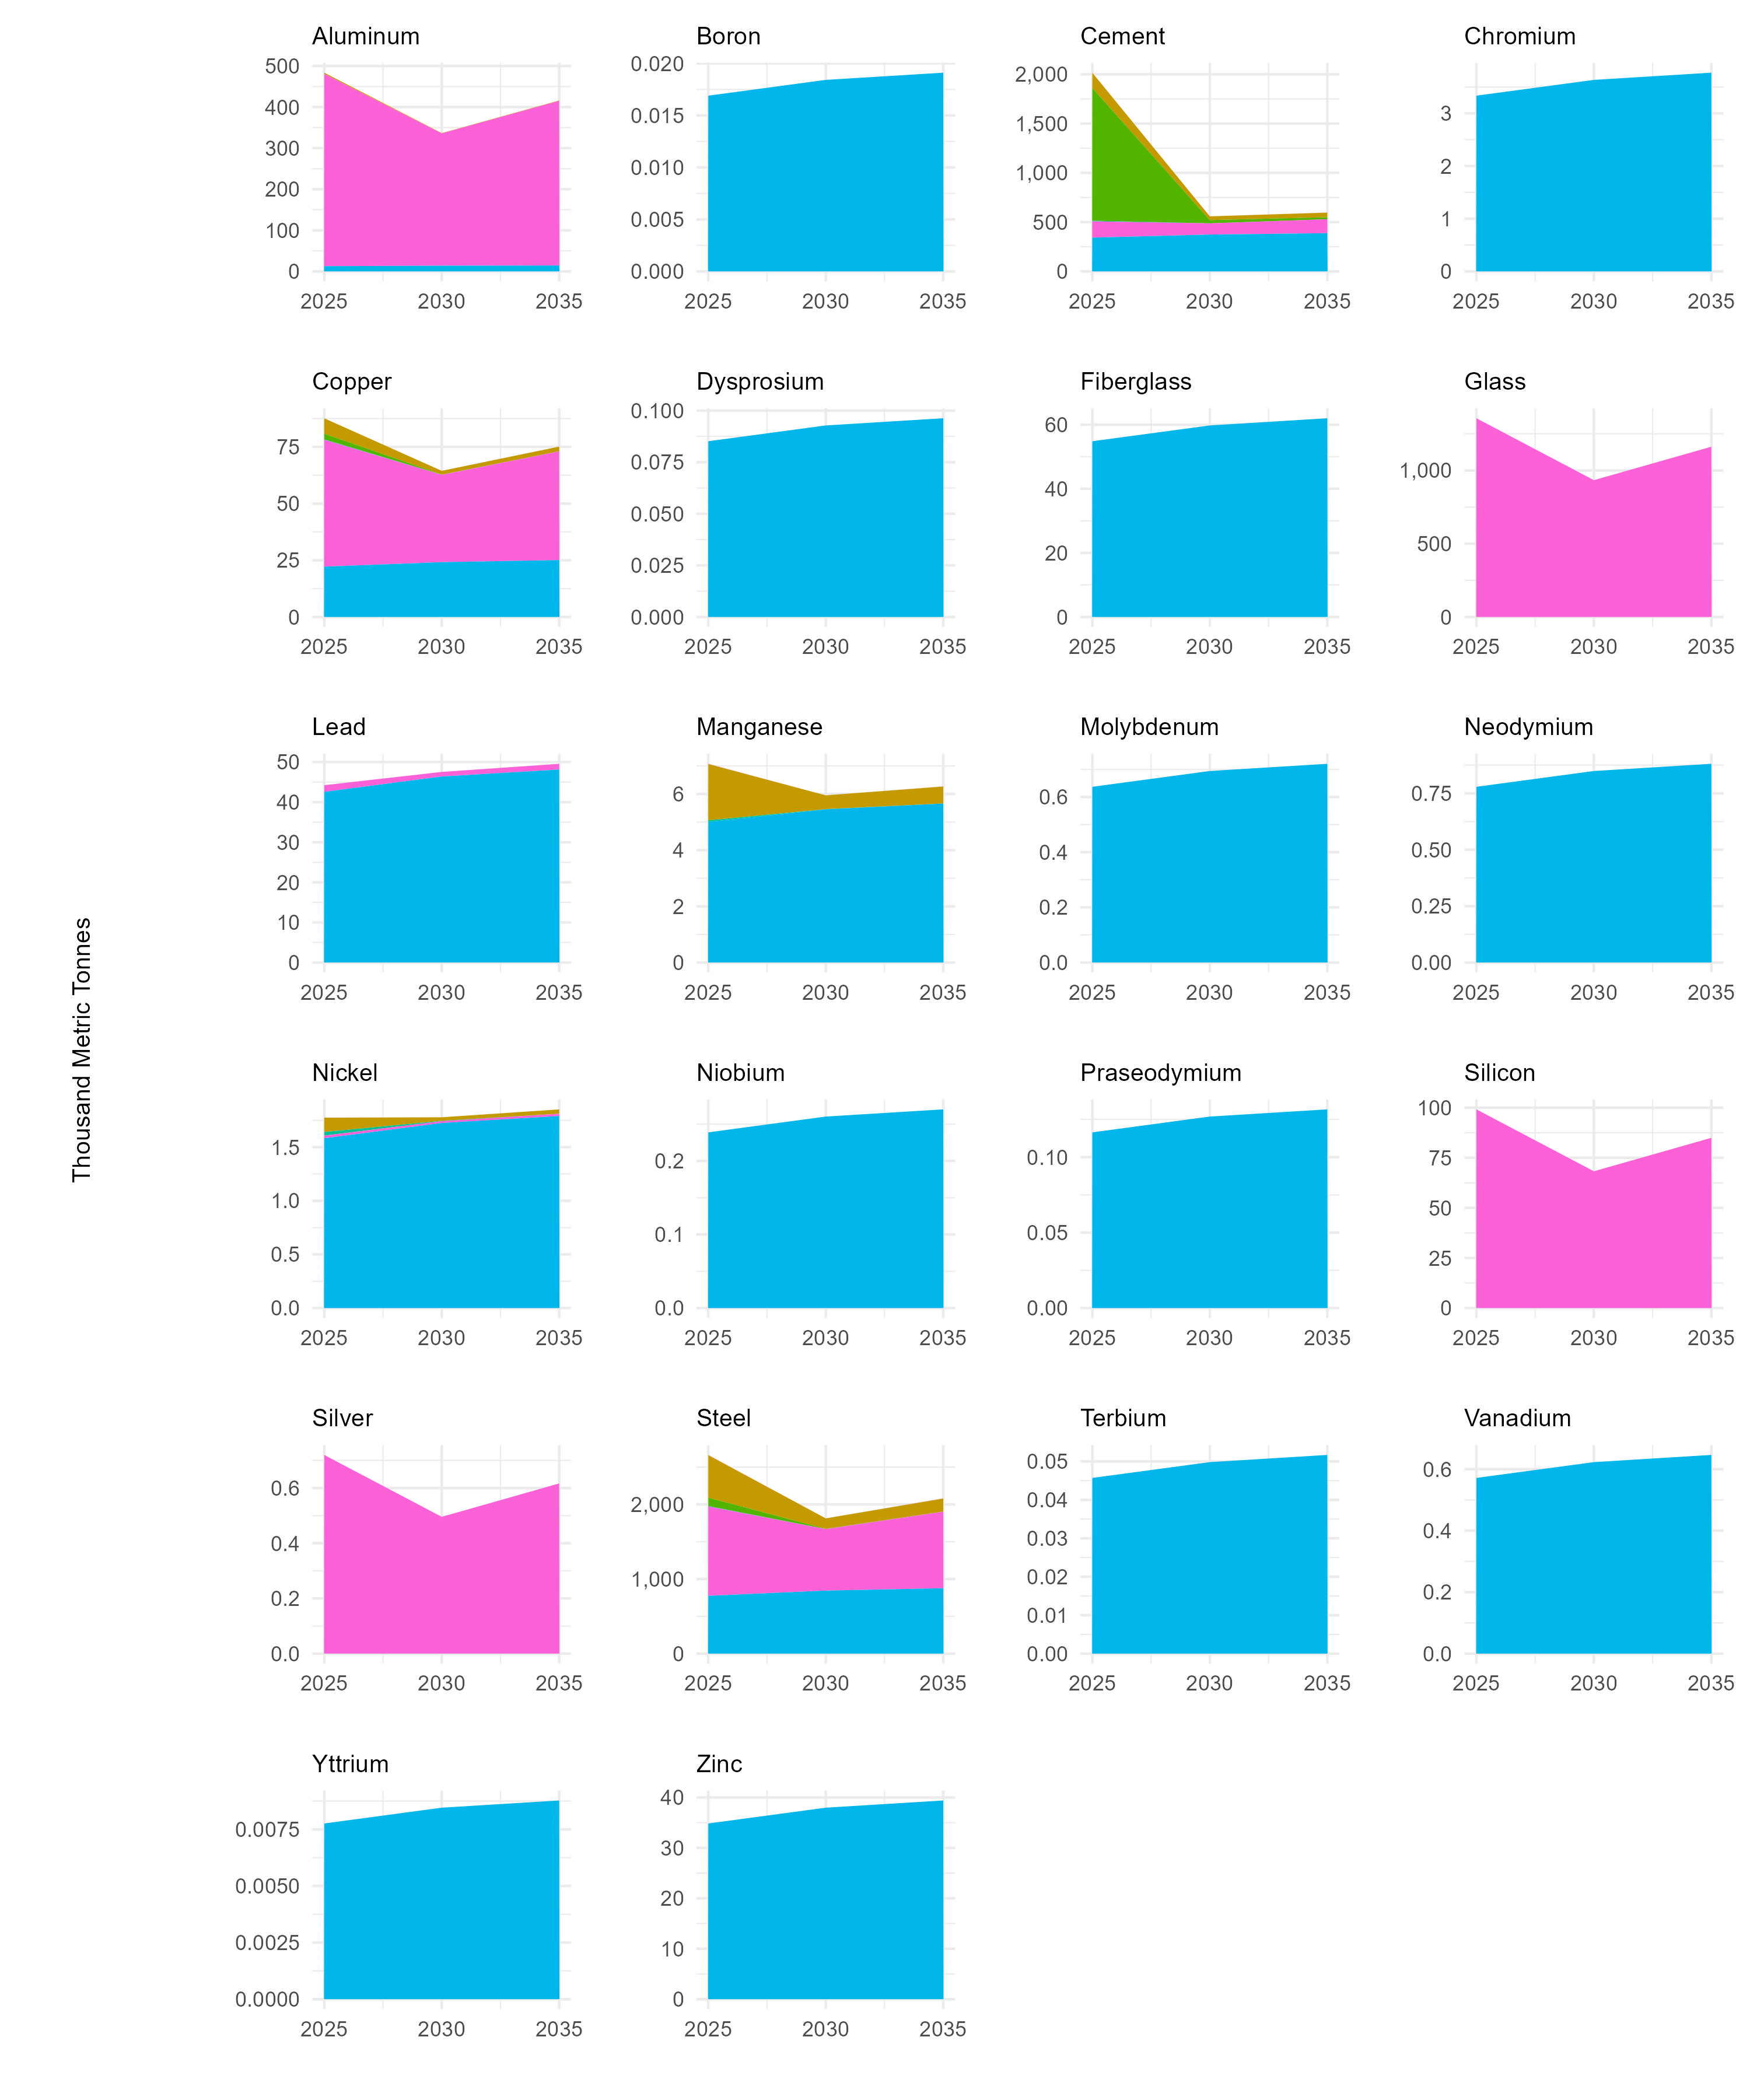 Thousand Metric Tonnes
Aluminum
500
400
300
200
100
0
2025 2030 2035
Boron
0.020
0.015
0.010
0.005
0.000
2025 2030 2035
Cement
2,000
1,500
1,000
500
0
2025 2030 2035
Chromium
3
2
1
0
2025 2030 2035
Copper
75
50
25
0
2025 2030 2035
Dysprosium
0.100
0.075
0.050
0.025
0.000
2025 2030 2035
Fiberglass
60
40
20
0
2025 2030 2035
Glass
1,000
500
0
2025 2030 2035
Lead
50
40
30
20
10
0
2025 2030 2035
Manganese
6
4
2
0
2025 2030 2035
Molybdenum
0.6
0.4
0.2
0.0
2025 2030 2035
Neodymium
0.75
0.50
0.25
0.00
2025 2030 2035
Nickel
1.5
1.0
0.5
0.0
2025 2030 2035
Niobium
0.2
0.1
0.0
2025 2030 2035
Praseodymium
0.10
0.05
0.00
2025 2030 2035
Silicon
100
75
50
25
0
2025 2030 2035
Silver
0.6
0.4
0.2
0.0
2025 2030 2035
Steel
2,000
1,000
0
2025 2030 2035
Terbium
0.05
0.04
0.03
0.02
0.01
0.00
2025 2030 2035
Vanadium
0.6
0.4
0.2
0.0
2025 2030 2035
Yttrium
0.0075
0.0050
0.0025
0.0000
2025 2030 2035
Zinc
40
30
20
10
0
2025 2030 2035